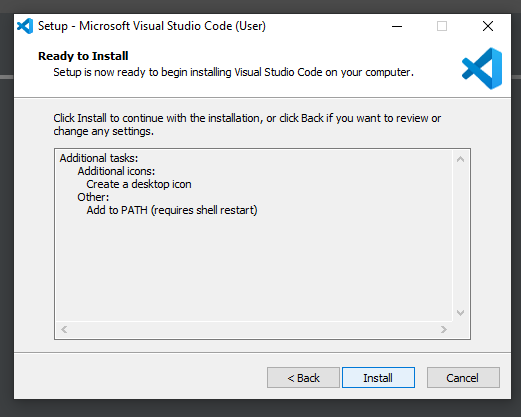 Setup - Microsoft Visual Studio Code (User)
Ready to Install
Setup is now ready to begin installing Visual Studio Code on your computer.
Click Install to continue with the installation, or click Back if you want to review or
change any settings.
Additional tasks:
Additional icons:
Create a desktop icon
Other:
Add to PATH (requires shell restart)
< Back
Install
Cancel